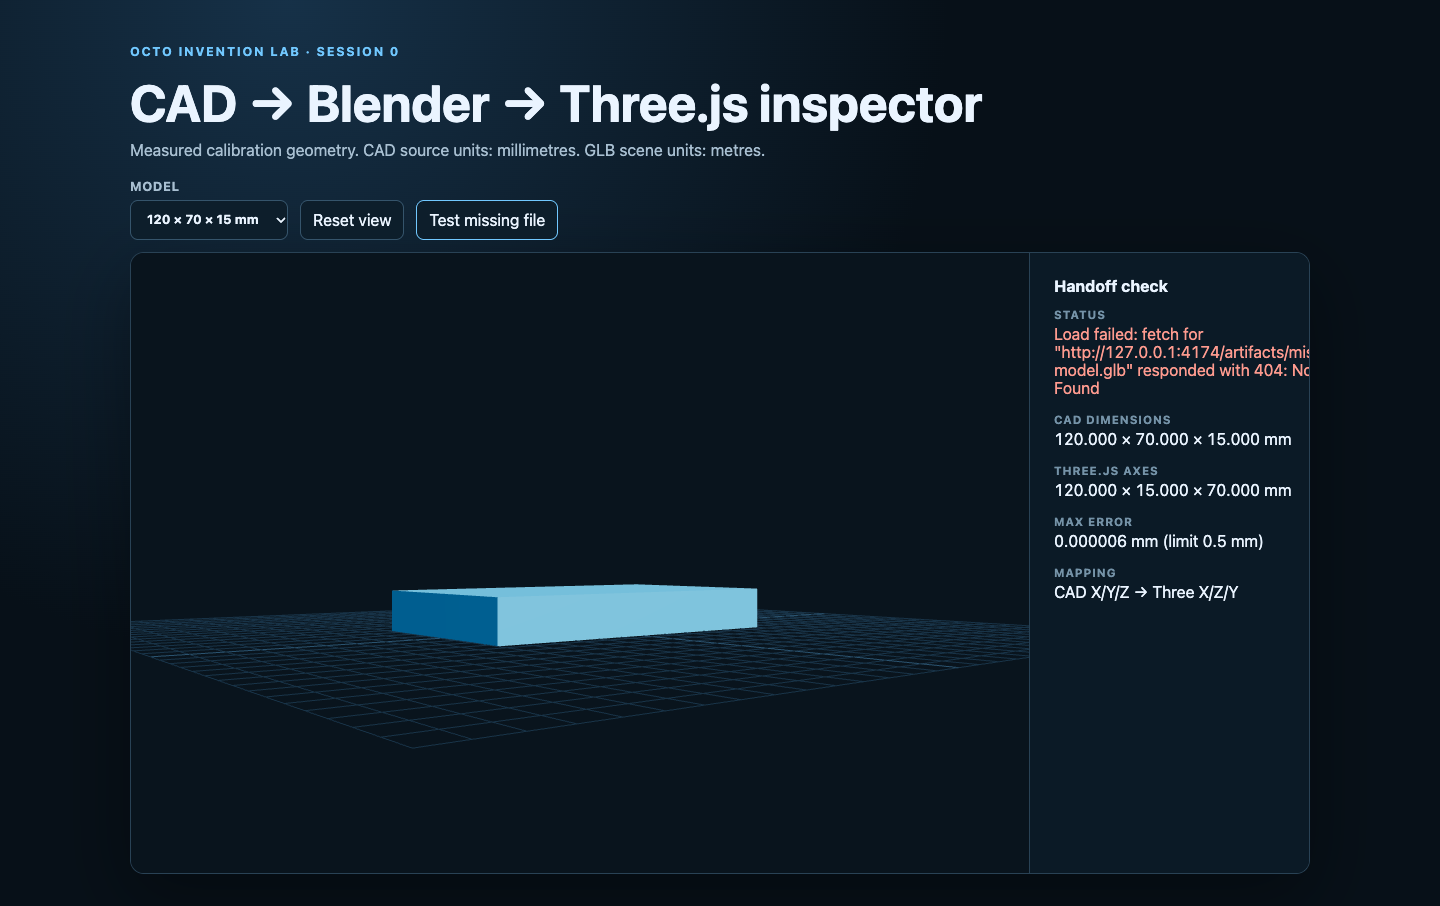 OCTO INVENTION LAB · SESSION 0
CAD → Blender → Three.js inspector
Measured calibration geometry. CAD source units: millimetres. GLB scene units: metres.
MODEL
120 × 70 × 15 mm
Reset view
Test missing file
Handoff check
STATUS
Load failed: fetch for
"http://127.0.0.1:4174/artifacts/mis
model.glb" responded with 404: No
Found
CAD DIMENSIONS
120.000 × 70.000 × 15.000 mm
THREE.JS AXES
120.000 × 15.000 × 70.000 mm
MAX ERROR
0.000006 mm (limit 0.5 mm)
MAPPING
CAD X/Y/Z → Three X/Z/Y